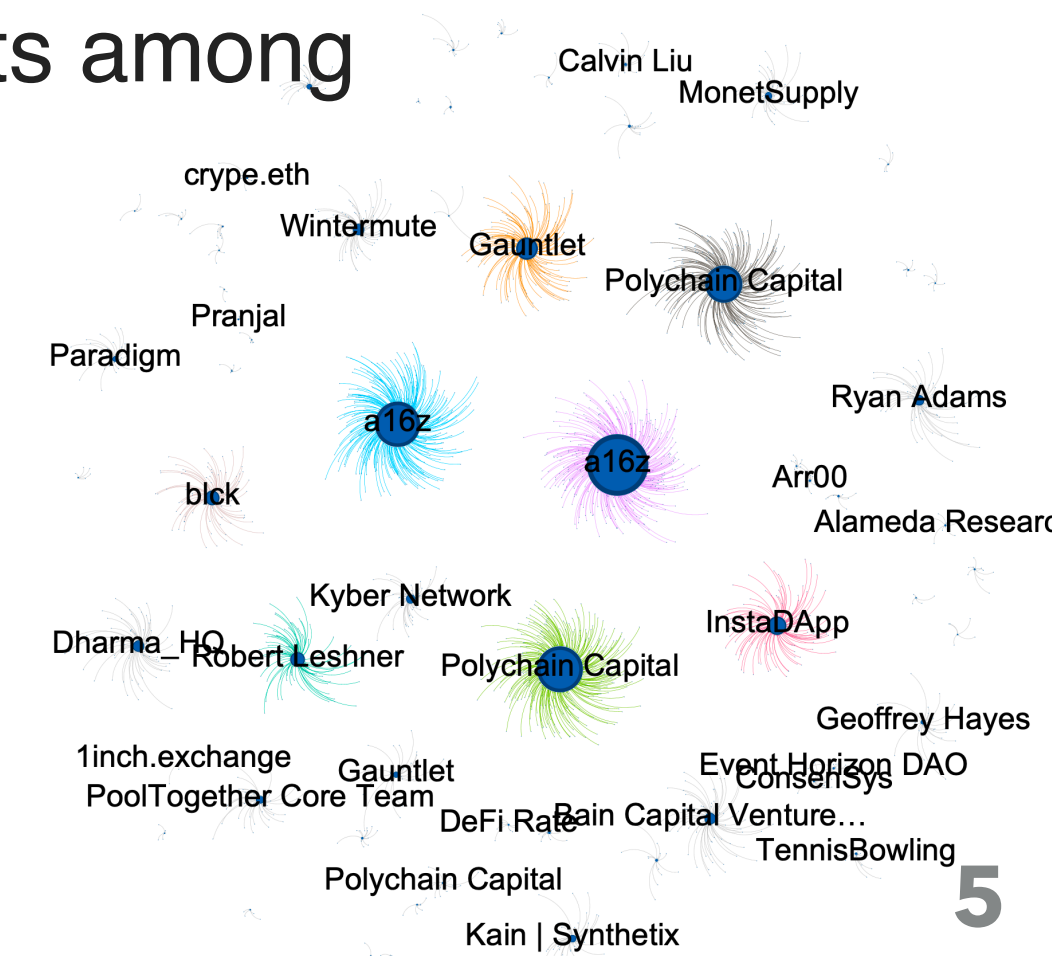 ts among
Calvin Liu
MonetSupply
crype.eth
Wintermute
Gauntlet
Polychain Capital
Pranjal
Paradigm
a16z
Ryan Adams
a16z
Arr00
blck
Alameda Researc
Kyber Network
InstaDApp
Dharma_HQ
_ Robert Leshner
Polychain Capital
Geoffrey Hayes
1inch.exchange
Gauntlet
Event Horizon DAO
ConsenSys
PoolTogether Core Team
DeFi Rate
Bain Capital Venture…
TennisBowling
Polychain Capital
5
Kain | Synthetix